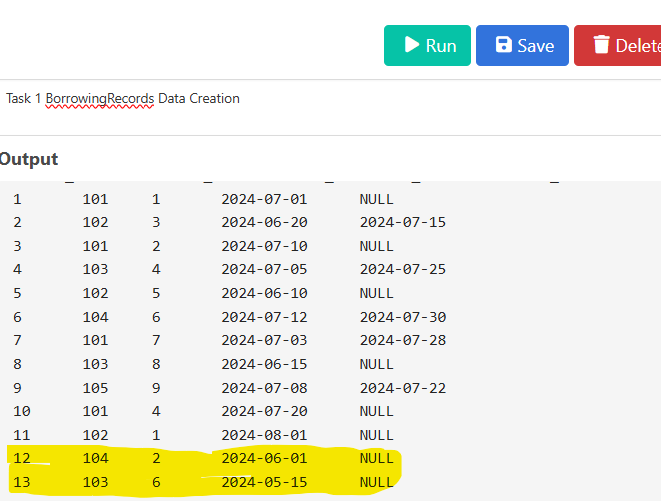 Run Save Delete
Task 1 BorrowingRecords Data Creation
Output
1 101 1 2024-07-01 NULL
2 102 3 2024-06-20 2024-07-15
3 101 2 2024-07-10 NULL
4 103 4 2024-07-05 2024-07-25
5 102 5 2024-06-10 NULL
6 104 6 2024-07-12 2024-07-30
7 101 7 2024-07-03 2024-07-28
8 103 8 2024-06-15 NULL
9 105 9 2024-07-08 2024-07-22
10 101 4 2024-07-20 NULL
11 102 1 2024-08-01 NULL
12 104 2 2024-06-01 NULL
13 103 6 2024-05-15 NULL